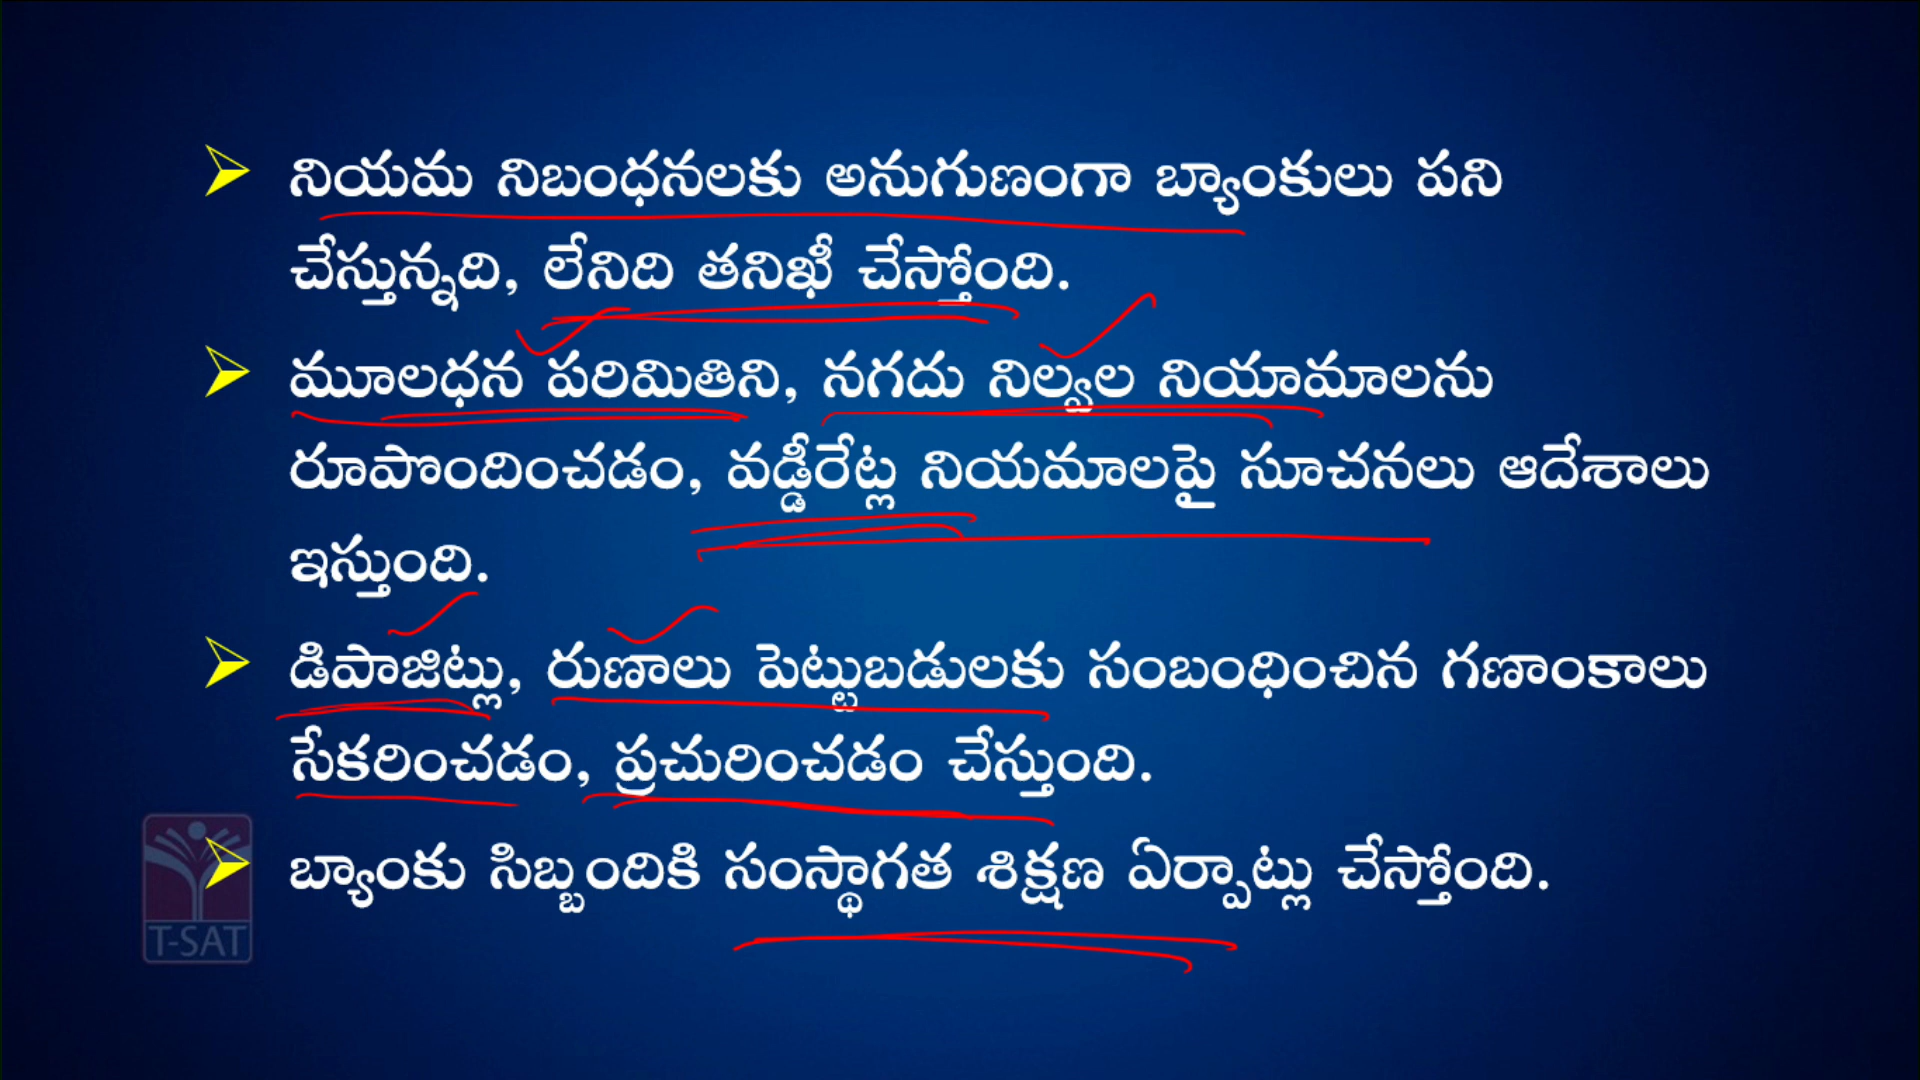 నియమ నిబంధనలకు అనుగుణంగా బ్యాంకులు పని
చేస్తున్నది, లేనిది తనిఖీ చేస్తోంది.
మూలధన పరిమితిని, నగదు నిల్వల నియామాలను
రూపొందించడం, వడ్డీరేట్ల నియమాలపై సూచనలు ఆదేశాలు
ఇస్తుంది.
డిపాజిట్లు, రుణాలు పెట్టుబడులకు సంబంధించిన గణాంకాలు
సేకరించడం, ప్రచురించడం చేస్తుంది.
బ్యాంకు సిబ్బందికి సంస్థాగత శిక్షణ ఏర్పాట్లు చేస్తోంది.
T-SAT